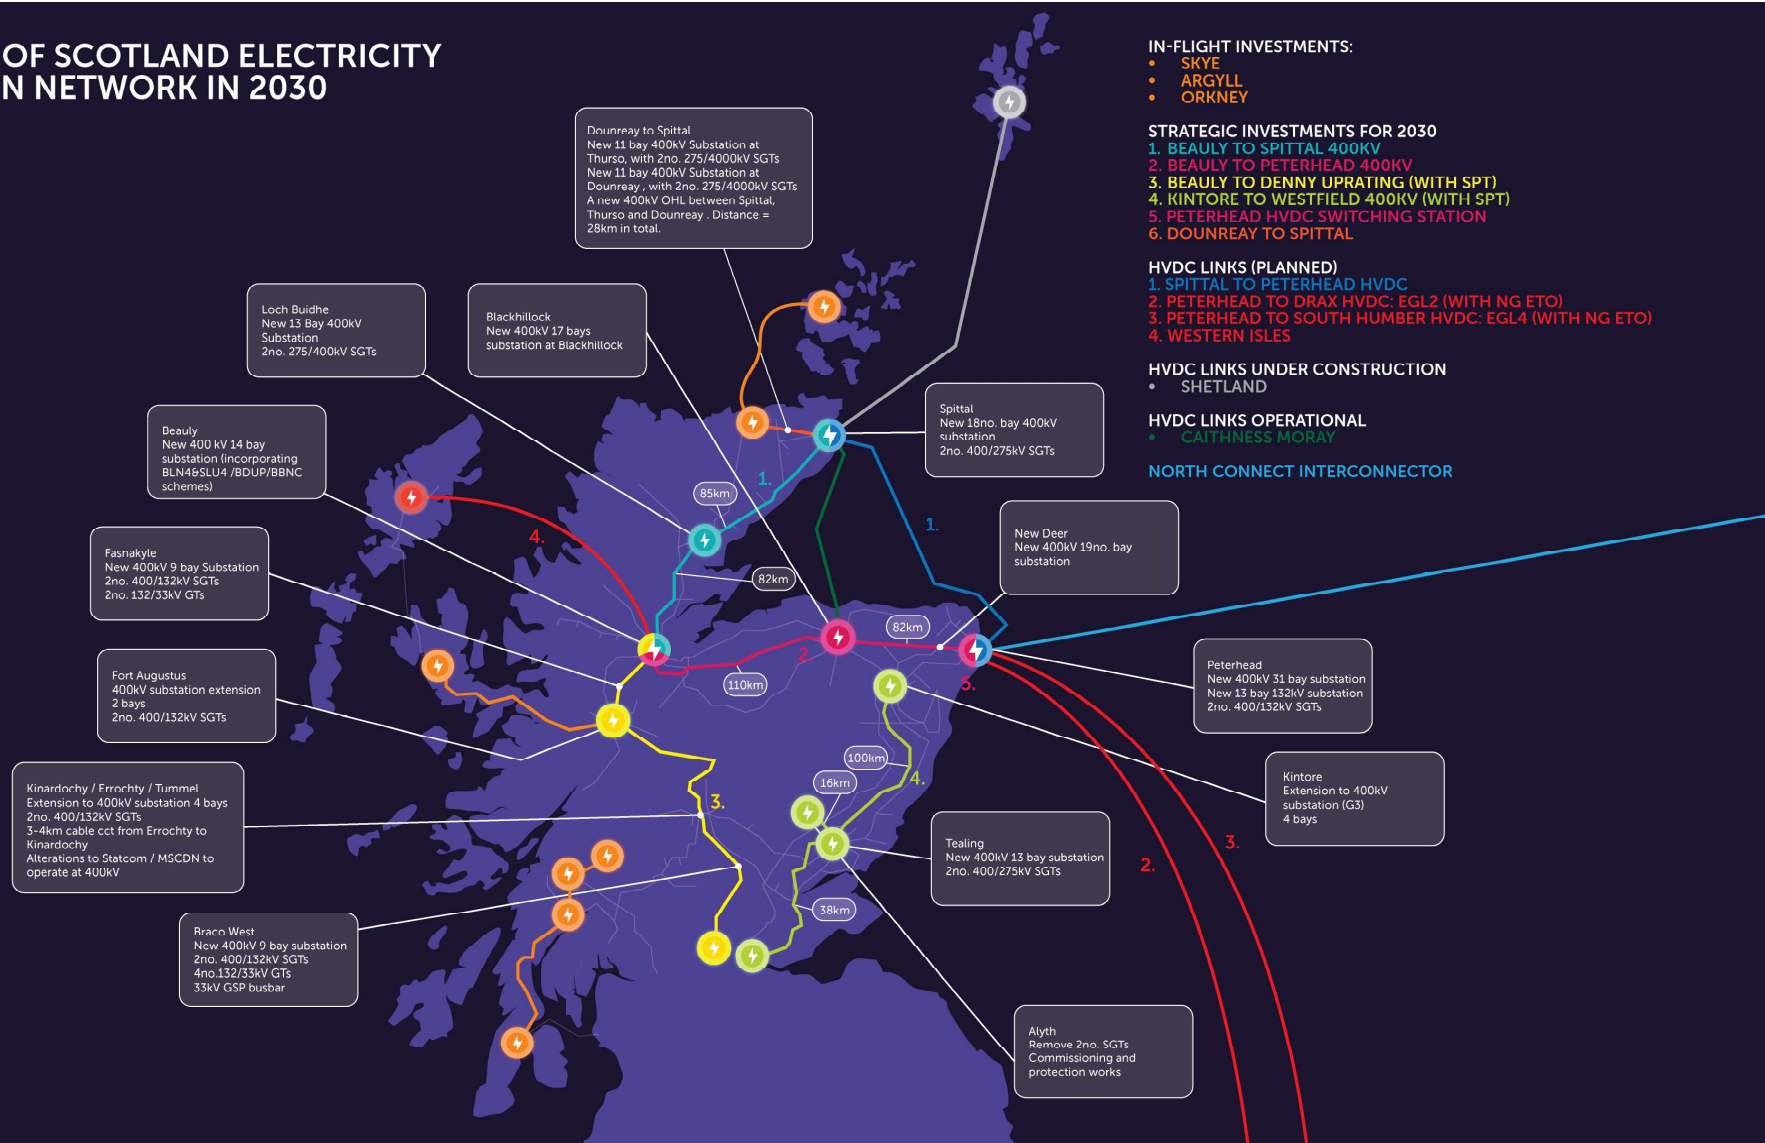 OF SCOTLAND ELECTRICITY
N NETWORK IN 2030
IN-FLIGHT INVESTMENTS:
• SKYE
• ARGYLL
• ORKNEY
STRATEGIC INVESTMENTS FOR 2030
1. BEAULY TO SPITTAL 400KV
2. BEAULY TO PETERHEAD 400KV
3. BEAULY TO DENNY UPRATING (WITH SPT)
4. KINTORE TO WESTFIELD 400KV (WITH SPT)
5. PETERHEAD HVDC SWITCHING STATION
6. DOUNREAY TO SPITTAL
HVDC LINKS (PLANNED)
1. SPITTAL TO PETERHEAD HVDC
2. PETERHEAD TO DRAX HVDC: EGL2 (WITH NG ETO)
3. PETERHEAD TO SOUTH HUMBER HVDC: EGL4 (WITH NG ETO)
4. WESTERN ISLES
HVDC LINKS UNDER CONSTRUCTION
• SHETLAND
HVDC LINKS OPERATIONAL
• CAITHNESS MORAY
NORTH CONNECT INTERCONNECTOR
Dounreay to Spittal
New 11 bay 400kV Substation at
Thurso, with 2no. 275/4000kV SGTs
New 11 bay 400kV Substation at
Dounreay , with 2no. 275/4000kV SGTs
A new 400kV OHL between Spittal,
Thurso and Dounreay . Distance =
28km in total.
Loch Buidhe
New 13 Bay 400kV
Substation
2no. 275/400kV SGTs
Blackhillock
New 400kV 17 bays
substation at Blackhillock
Spittal
New 18no. bay 400kV
substation
2no. 400/275kV SGTs
Beauly
New 400 kV 14 bay
substation (incorporating
BLN4&SLU4 /BDUP/BBNC
schemes)
1.
85km
4.
1.
New Deer
New 400kV 19no. bay
substation
Fasnakyle
New 400kV 9 bay Substation
2no. 400/132kV SGTs
2no. 132/33kV GTs
82km
82km
2
110km
5.
Fort Augustus
400kV substation extension
2 bays
2no. 400/132kV SGTs
Peterhead
New 400kV 31 bay substation
New 13 bay 132kV substation
2no. 400/132kV SGTs
100km
16km
4.
3.
Kinardochy / Errochty / Tummel
Extension to 400kV substation 4 bays
2no. 400/132kV SGTs
3-4km cable cct from Errochty to
Kinardochy
Alterations to Statcom / MSCDN to
operate at 400kV
Kintore
Extension to 400kV
substation (G3)
4 bays
Tealing
New 400kV 13 bay substation
2no. 400/275kV SGTs
2.
3.
38km
Braco West
New 400kV 9 bay substation
2no. 400/132kV SGTs
4no.132/33kV GTs
33kV GSP busbar
Alyth
Remove 2no. SGTs
Commissioning and
protection works